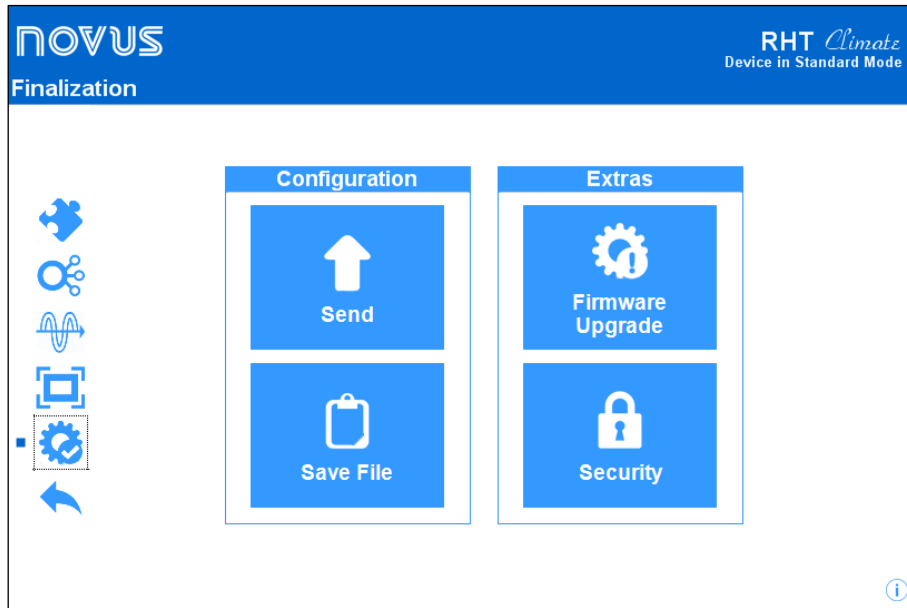 NOVUS
RHT Climate
Device in Standard Mode
Finalization
Configuration
Send
Save File
Extras
Firmware
Upgrade
Security